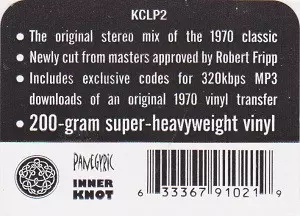 KCLP2
• The original stereo mix of the 1970 classic
• Newly cut from masters approved by Robert Fripp
• Includes exclusive codes for 320kbps MP3
downloads of an original 1970 vinyl transfer
• 200-gram super-heavyweight vinyl
PANEGYRIC
INNER
KNOT
6 33367 91021 9